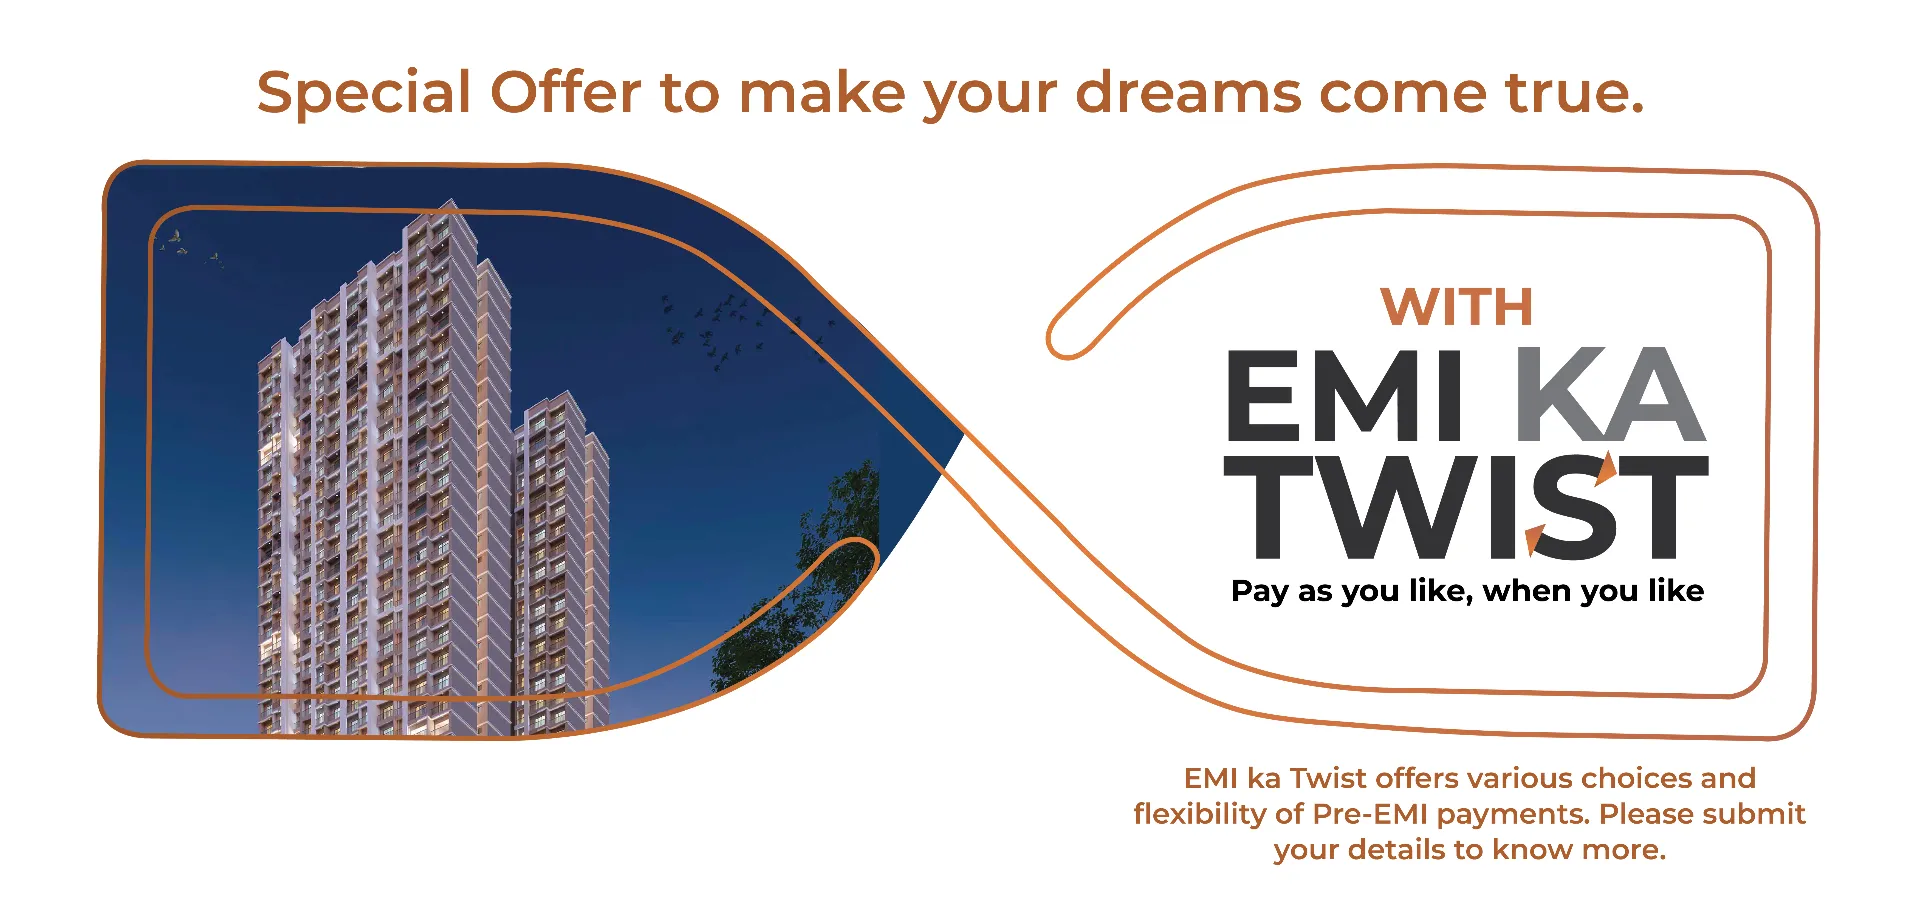 Special Offer to make your dreams come true.
WITH
EMI KA
TWIST
Pay as you like, when you like
EMI ka Twist offers various choices and
flexibility of Pre-EMI payments. Please submit
your details to know more.